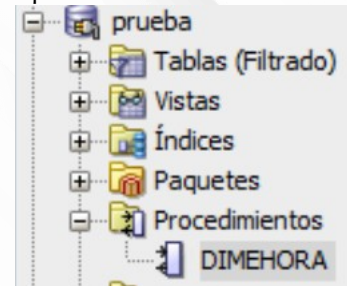 prueba
Tablas (Filtrado)
Vistas
Índices
Paquetes
Procedimientos
DIMEHORA